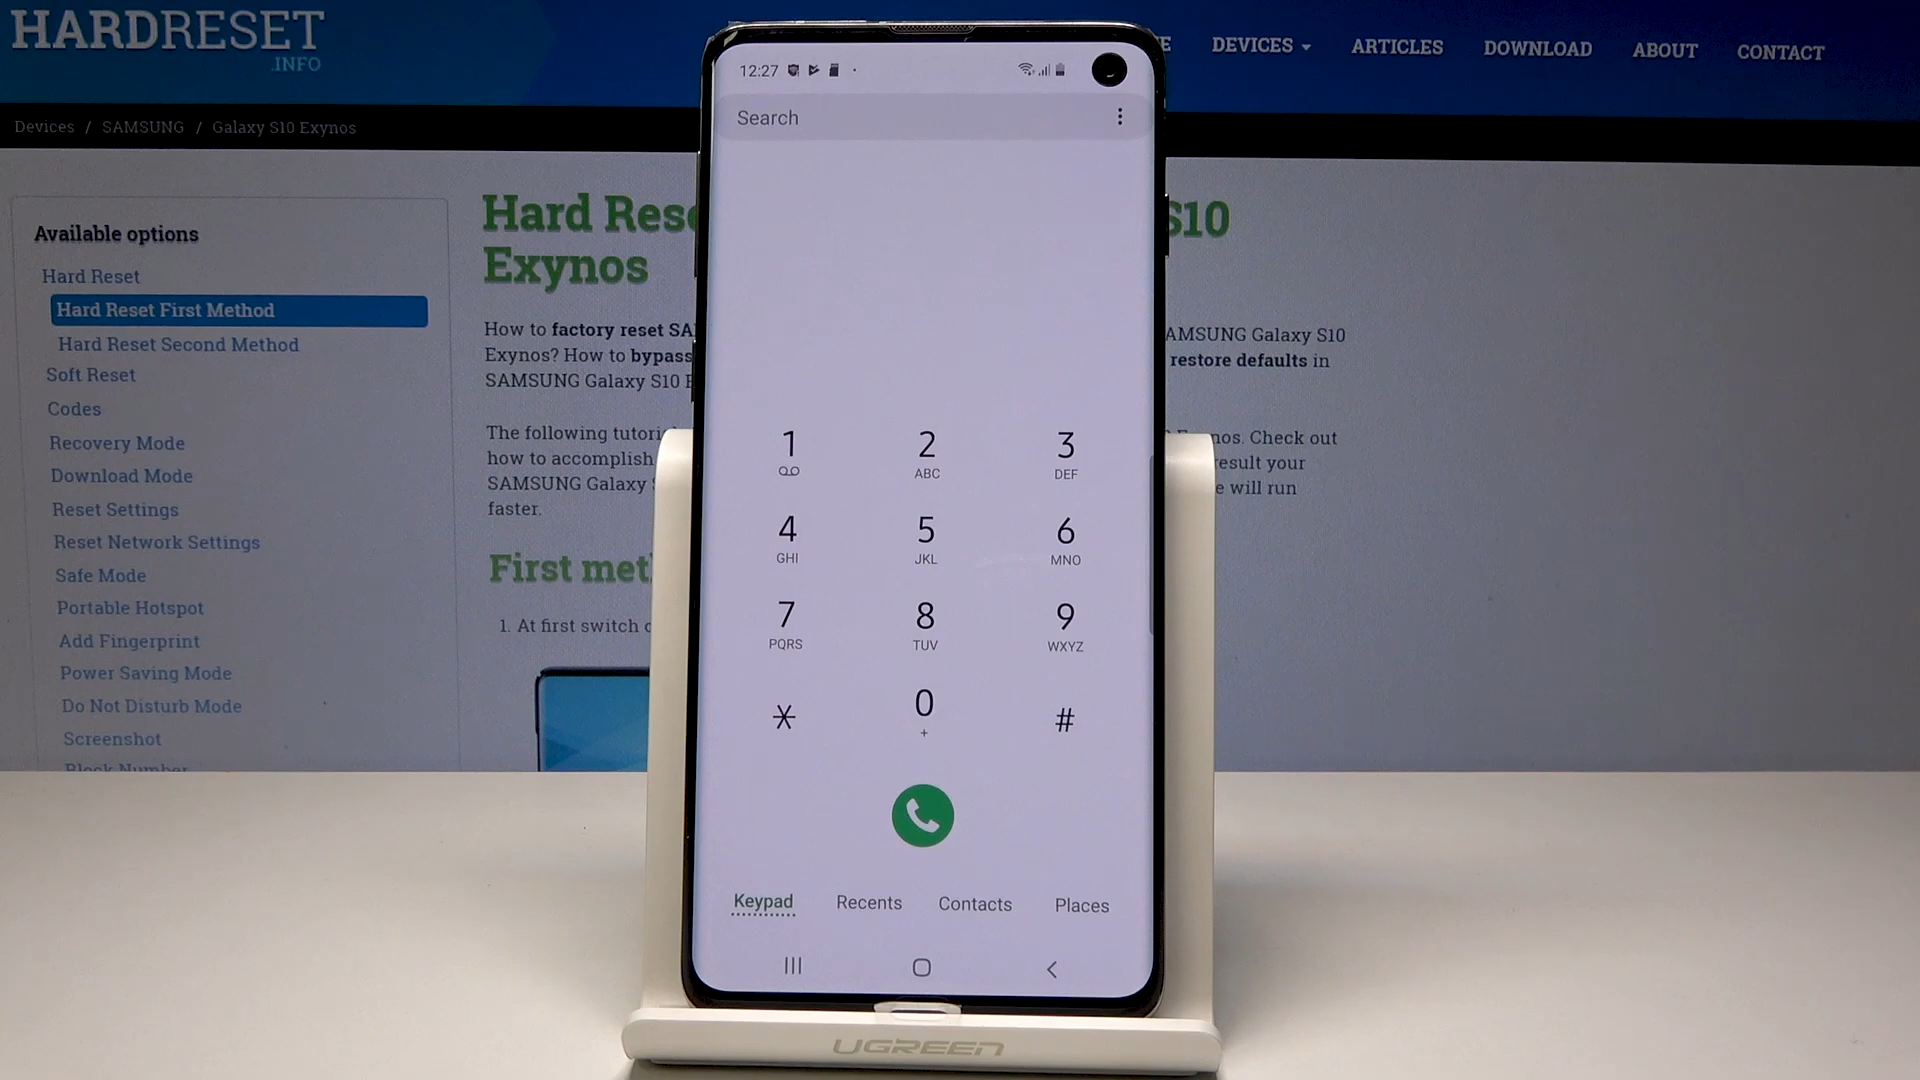 HARDRESET
.INFO
DEVICES
ARTICLES
DOWNLOAD
ABOUT
CONTACT
Devices / SAMSUNG / Galaxy S10 Exynos
Available options
Hard Reset
Hard Reset First Method
Hard Reset Second Method
Soft Reset
Codes
Recovery Mode
Download Mode
Reset Settings
Reset Network Settings
Safe Mode
Portable Hotspot
Add Fingerprint
Power Saving Mode
Do Not Disturb Mode
Screenshot
Block Number
Hard Rese
S10
Exynos
How to factory reset SA
AMSUNG Galaxy S10
Exynos? How to bypass
restore defaults in
SAMSUNG Galaxy S10 E
The following tutori
nos. Check out
how to accomplish
result your
SAMSUNG Galaxy S
e will run
faster.
First met
1. At first switch o
12:27
Search
1
2
ABC
3
DEF
4
GHI
5
JKL
6
MNO
7
PQRS
8
TUV
9
WXYZ
*
0
+
#
Keypad
Recents
Contacts
Places
UGREEN